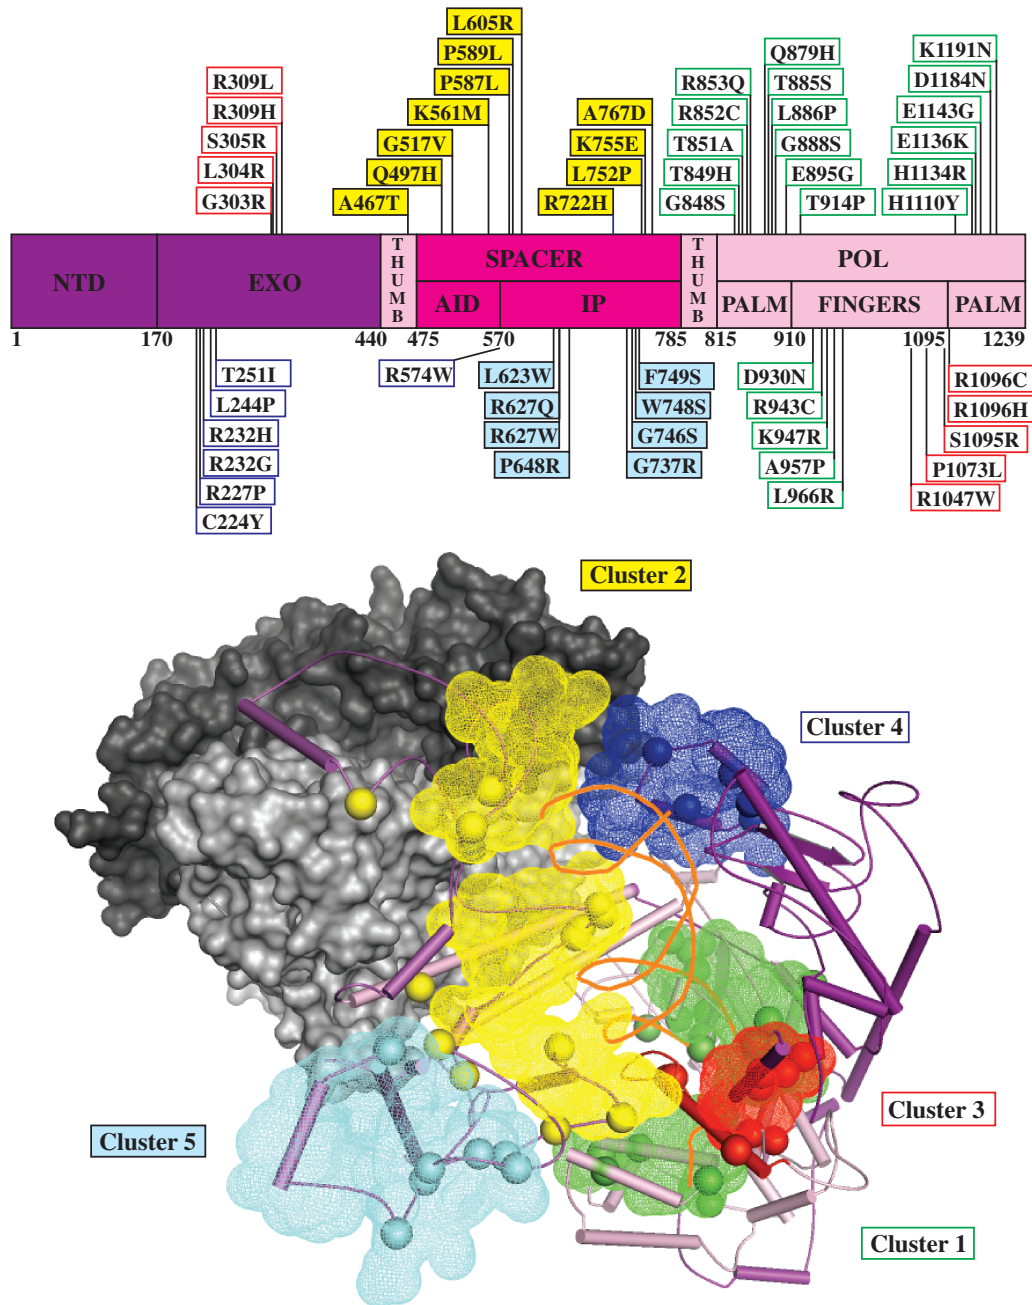 L605R
P589L
P587L
K561M
G517V
Q497H
A467T
A767D
K755E
L752P
R722H
R309L
R309H
S305R
L304R
G303R
R853Q
R852C
T851A
T849H
G848S
Q879H
T885S
L886P
G888S
E895G
T914P
K1191N
D1184N
E1143G
E1136K
H1134R
H1110Y
NTD
EXO
THUMB
SPACER
AID
IP
THUMB
POL
PALM
FINGERS
PALM
1 170 440 475 570 785 815 910 1095 1239
T251I
L244P
R232H
R232G
R227P
C224Y
R574W
L623W
R627Q
R627W
P648R
F749S
W748S
G746S
G737R
D930N
R943C
K947R
A957P
L966R
R1096C
R1096H
S1095R
P1073L
R1047W
Cluster 2
Cluster 4
Cluster 3
Cluster 5
Cluster 1